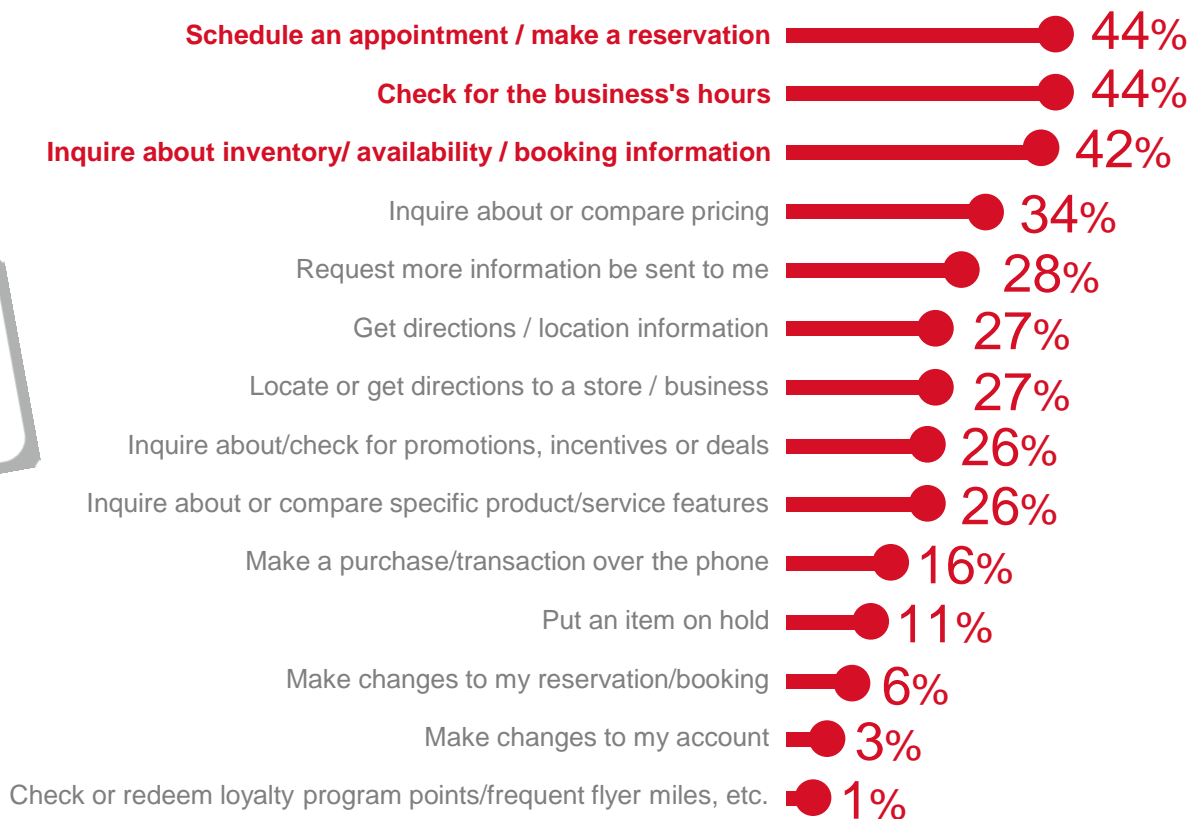 Schedule an appointment / make a reservation 44%
Check for the business's hours 44%
Inquire about inventory/ availability / booking information 42%
Inquire about or compare pricing 34%
Request more information be sent to me 28%
Get directions / location information 27%
Locate or get directions to a store / business 27%
Inquire about/check for promotions, incentives or deals 26%
Inquire about or compare specific product/service features 26%
Make a purchase/transaction over the phone 16%
Put an item on hold 11%
Make changes to my reservation/booking 6%
Make changes to my account 3%
Check or redeem loyalty program points/frequent flyer miles, etc. 1%